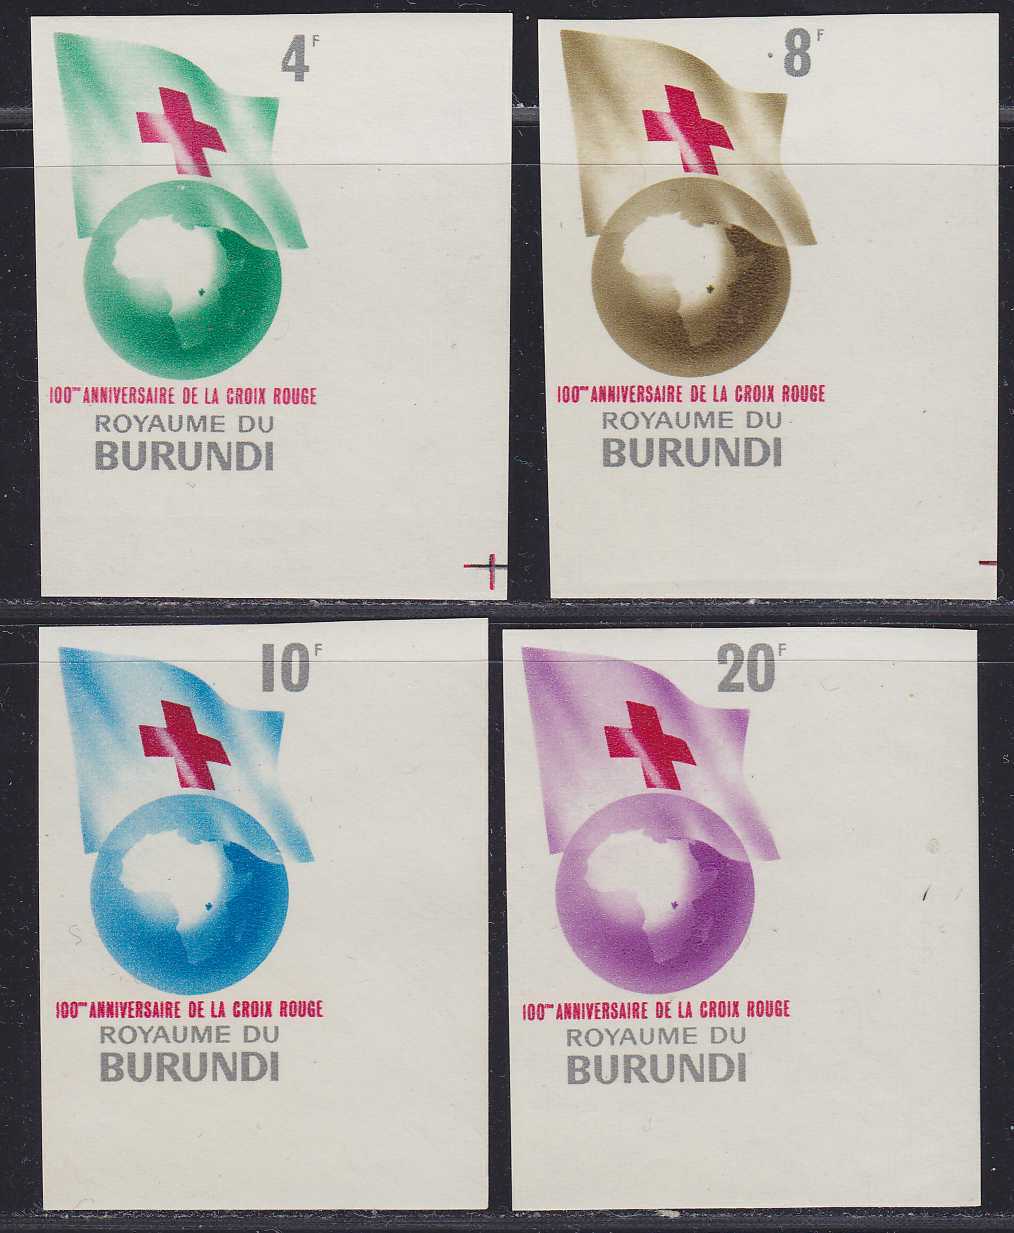 4F
100me ANNIVERSAIRE DE LA CROIX ROUGE
ROYAUME DU
BURUNDI
8F
100me ANNIVERSAIRE DE LA CROIX ROUGE
ROYAUME DU
BURUNDI
10F
100me ANNIVERSAIRE DE LA CROIX ROUGE
ROYAUME DU
BURUNDI
20F
100me ANNIVERSAIRE DE LA CROIX ROUGE
ROYAUME DU
BURUNDI